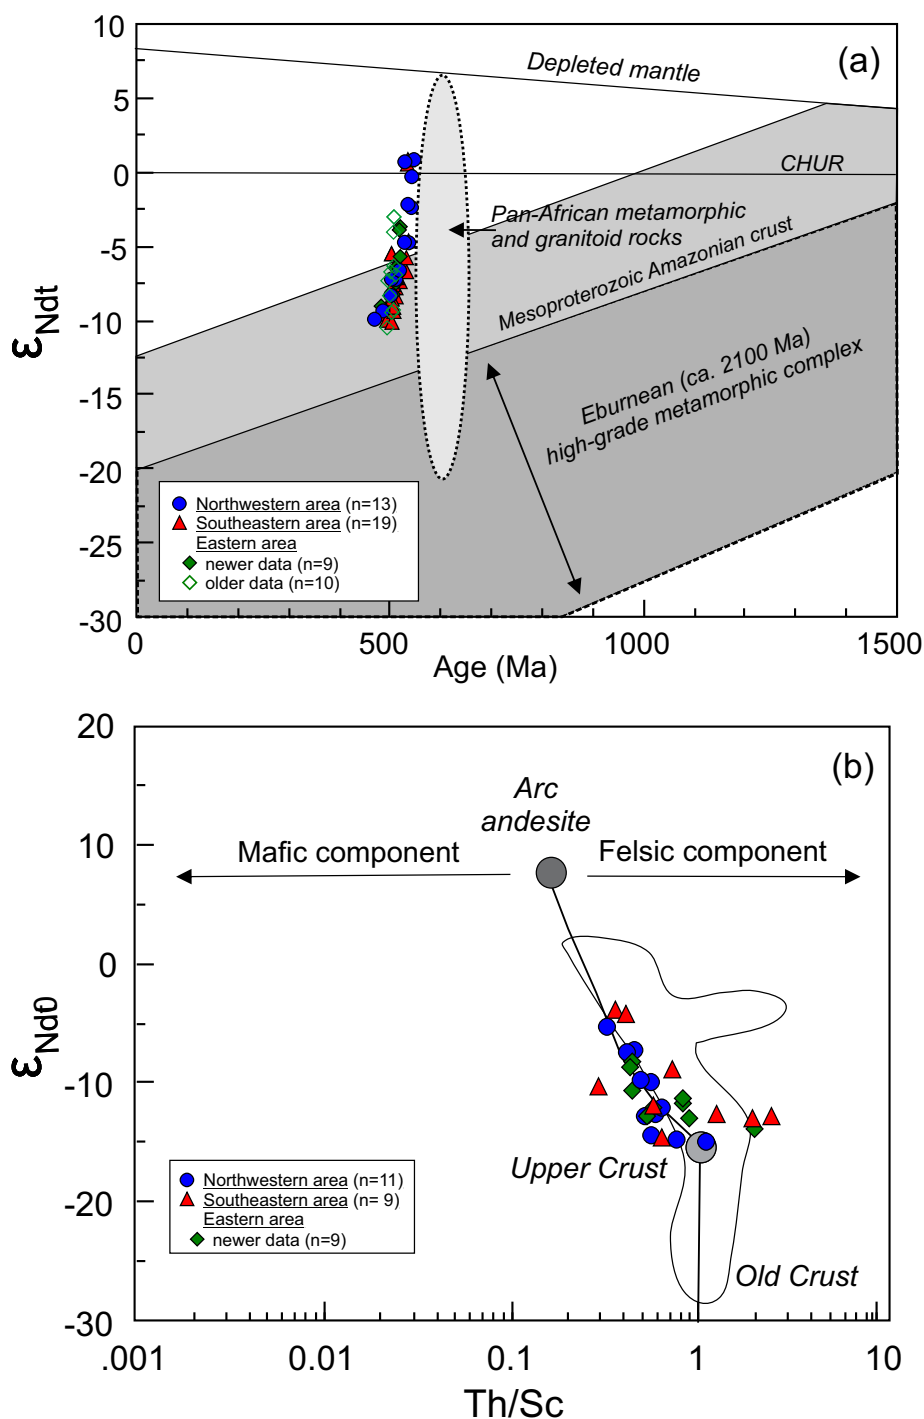 10
(a)
Depleted mantle
5
CHUR
0
Pan-African metamorphic
and granitoid rocks
-5
Mesoproterozoic Amazonian crust
-10
εNdt
Eburnean (ca. 2100 Ma)
high-grade metamorphic complex
-15
-20
Northwestern area (n=13)
Southeastern area (n=19)
Eastern area
newer data (n=9)
older data (n=10)
-25
-30
0 500 1000 1500
Age (Ma)
20
(b)
Arc
andesite
10
Mafic component
Felsic component
0
εNd0
-10
Upper Crust
Northwestern area (n=11)
Southeastern area (n= 9)
Eastern area
newer data (n=9)
-20
Old Crust
-30
.001 0.01 0.1 1 10
Th/Sc